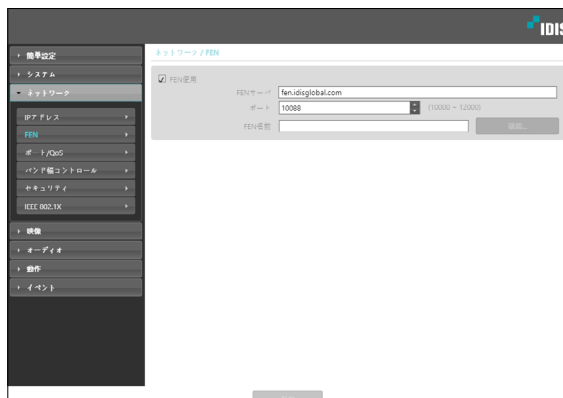 IDIS
簡単設定
システム
ネットワーク
IPアドレス
FEN
ポート/QoS
バンド幅コントロール
セキュリティ
IEEE 802.1X
映像
オーディオ
動作
イベント
ネットワーク / FEN
FEN使用
FENサーバ fen.idisglobal.com
ポート 10088 (10000 ~ 12000)
FEN名前